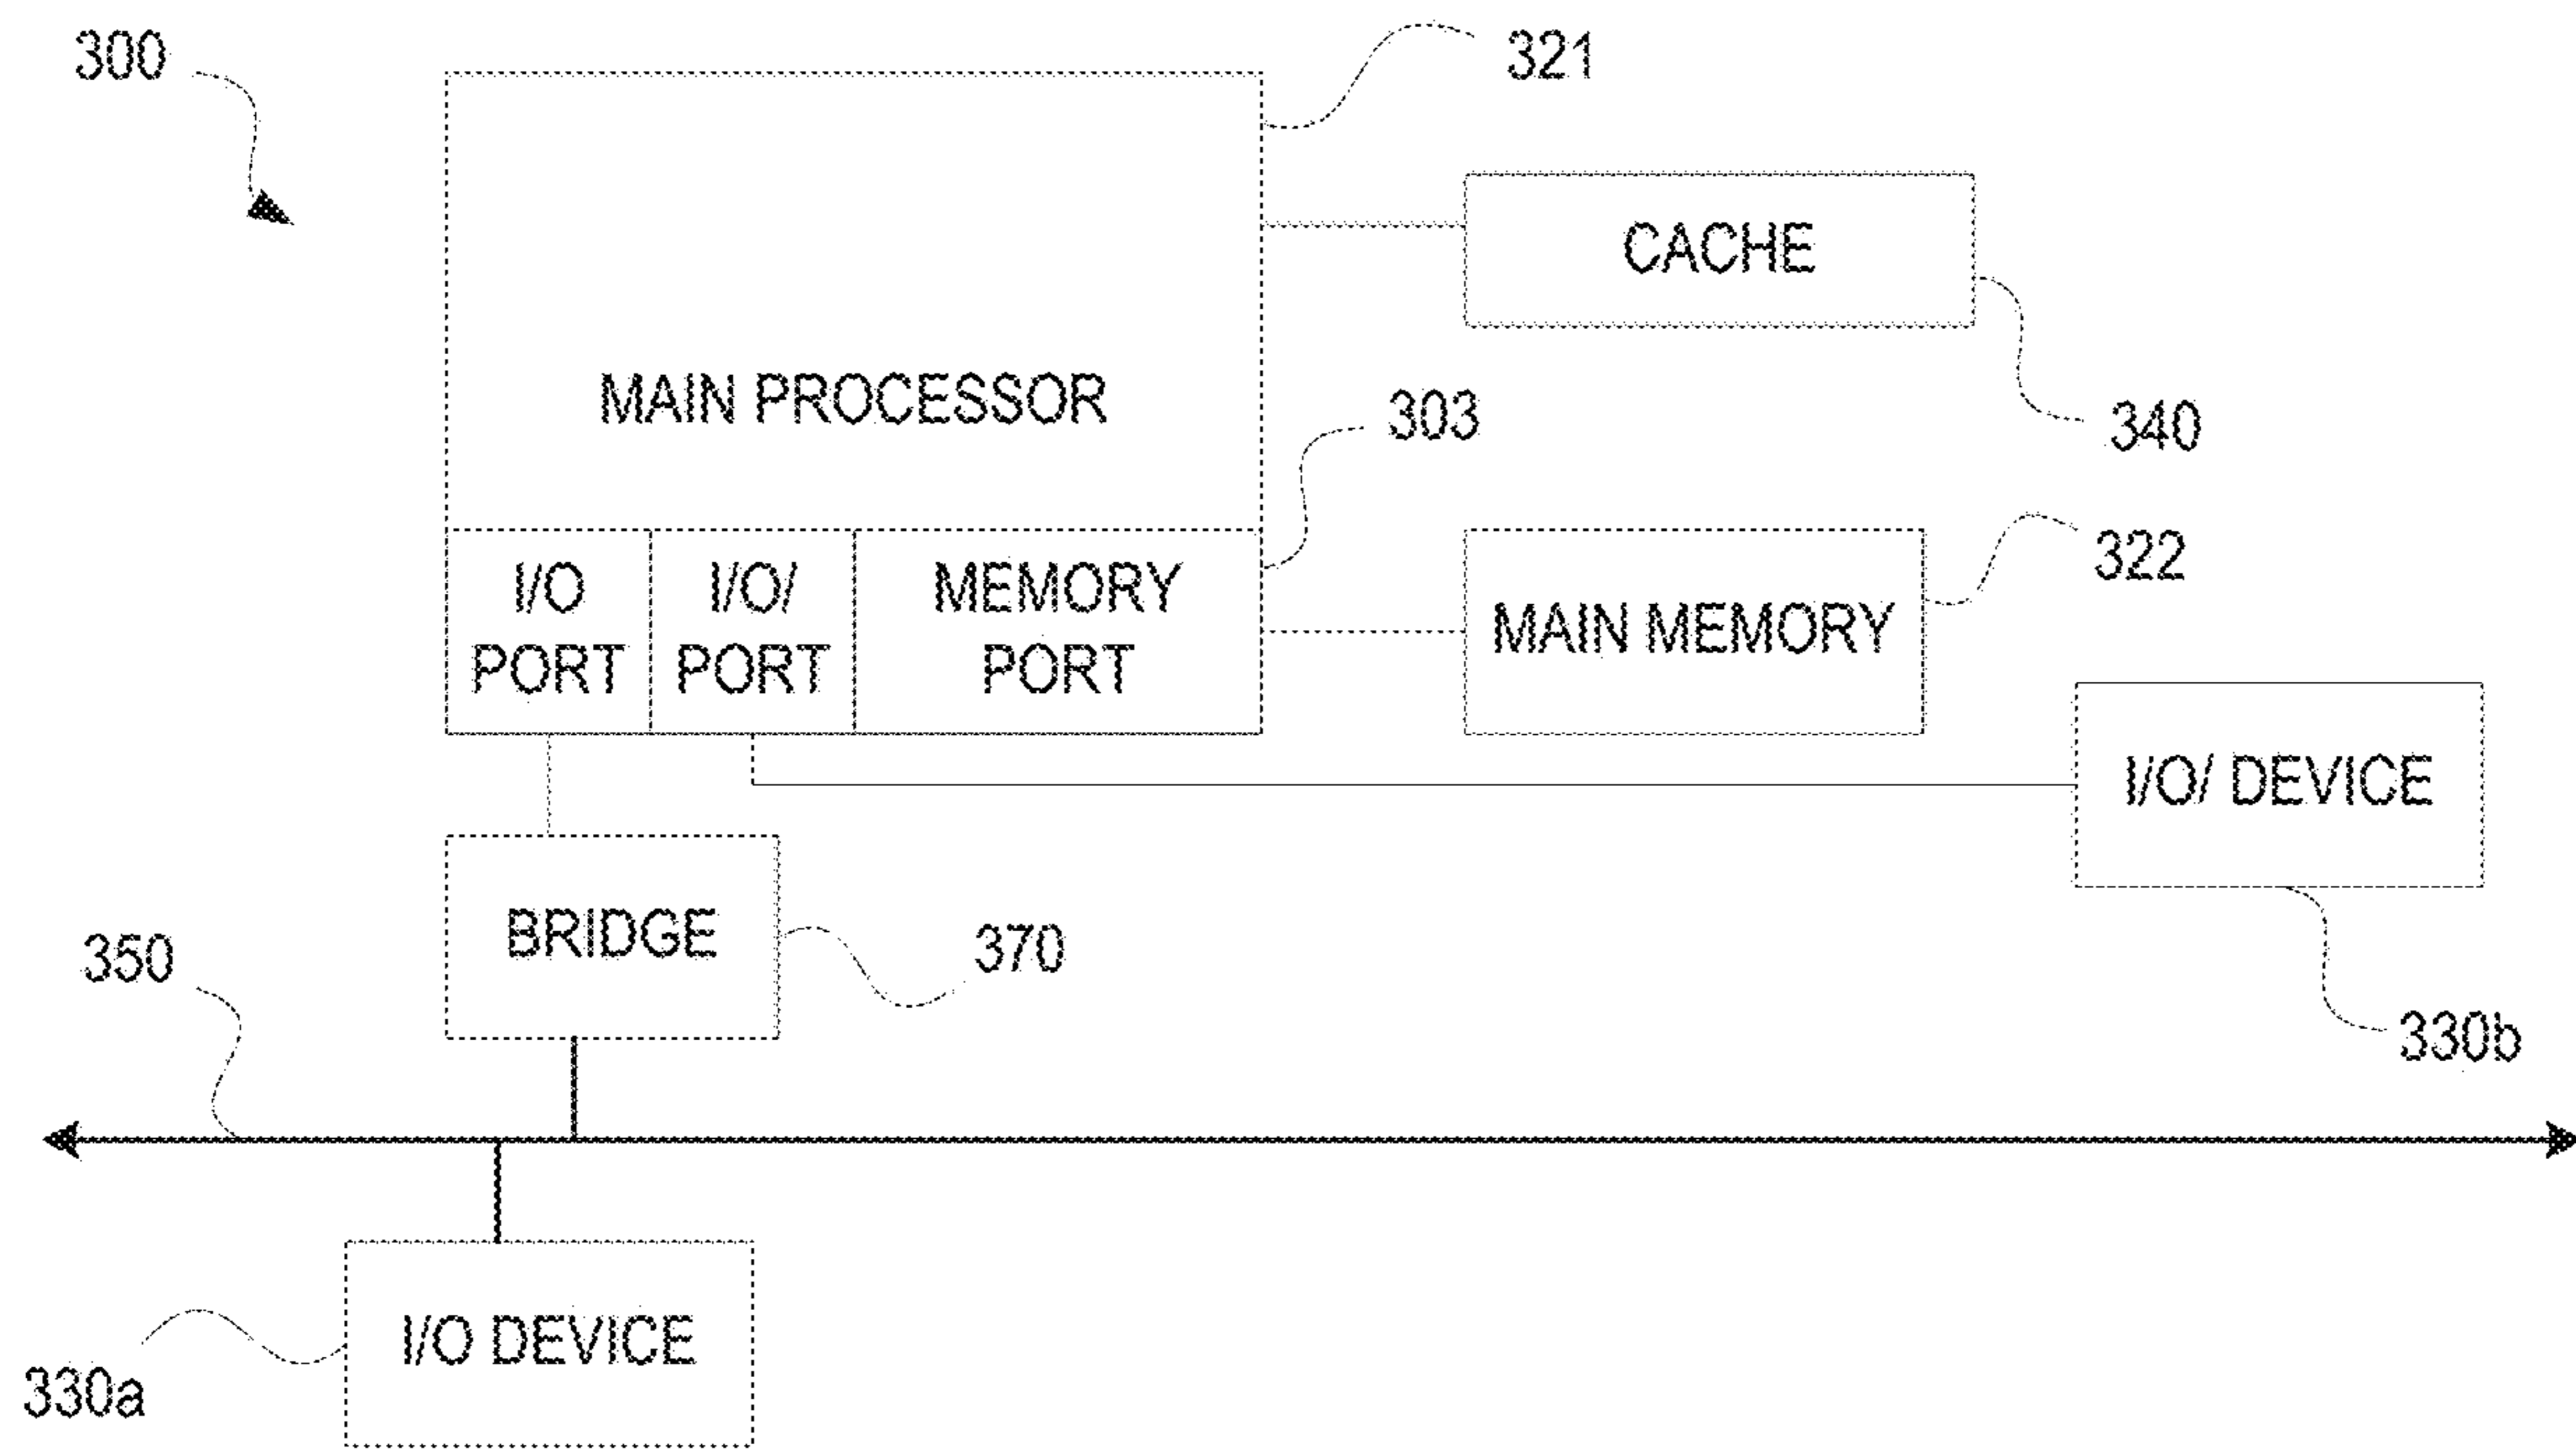 300
321
CACHE
MAIN PROCESSOR
303
340
I/O
PORT
I/O/
PORT
MEMORY
PORT
322
MAIN MEMORY
I/O/ DEVICE
BRIDGE
370
350
330b
I/O DEVICE
330a